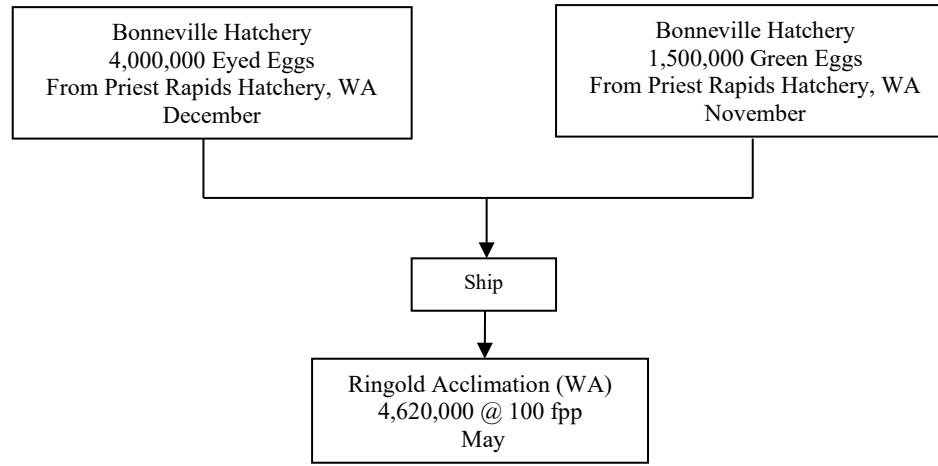 Bonneville Hatchery
4,000,000 Eyed Eggs
From Priest Rapids Hatchery, WA
December
Bonneville Hatchery
1,500,000 Green Eggs
From Priest Rapids Hatchery, WA
November
Ship
Ringold Acclimation (WA)
4,620,000 @ 100 fpp
May